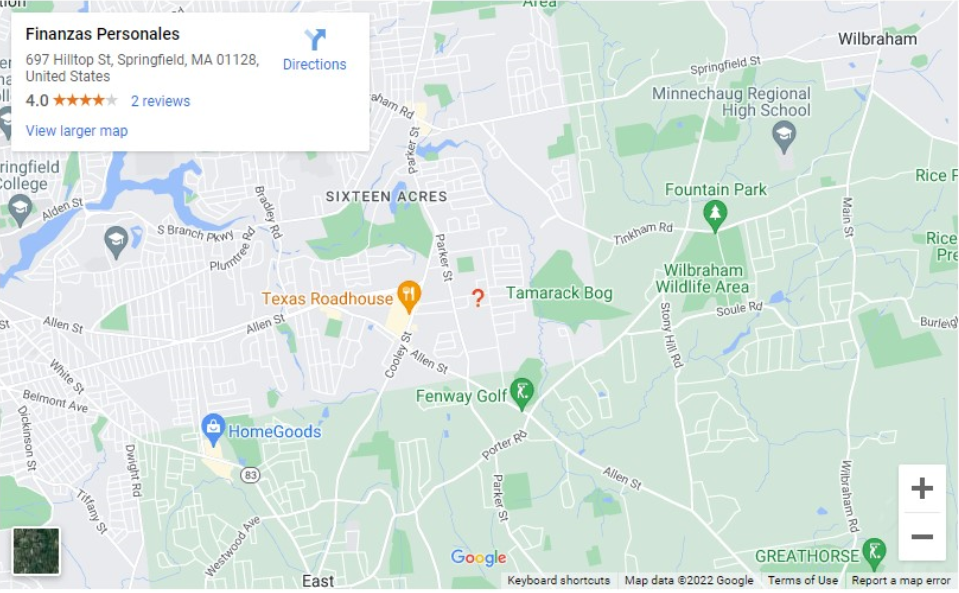 Area
Finanzas Personales
697 Hilltop St, Springfield, MA 01128,
United States
Directions
4.0
2 reviews
View larger map
Wilbraham
Springfield St
Minnechaug Regional
High School
Parker St
ringfield
College
SIXTEEN ACRES
Fountain Park
Rice
Alden St
Bradley Rd
Main St
S Branch Pkwy
Plumtree Rd
Parker St
Tinkham Rd
Rice
Wilbraham
Wildlife Area
Texas Roadhouse
?
Tamarack Bog
Soule Rd
Allen St
Allen St
Cooley St
Stony Hill Rd
White St
Allen St
Belmont Ave
Fenway Golf
Dickinson St
HomeGoods
Porter Rd
Dwight Rd
83
Allen St
Tiffany St
Parker St
Wilbraham Rd
Westwood Ave
Google
GREATHORSE
East
Keyboard shortcuts
Map data ©2022 Google
Terms of Use
Report a map error